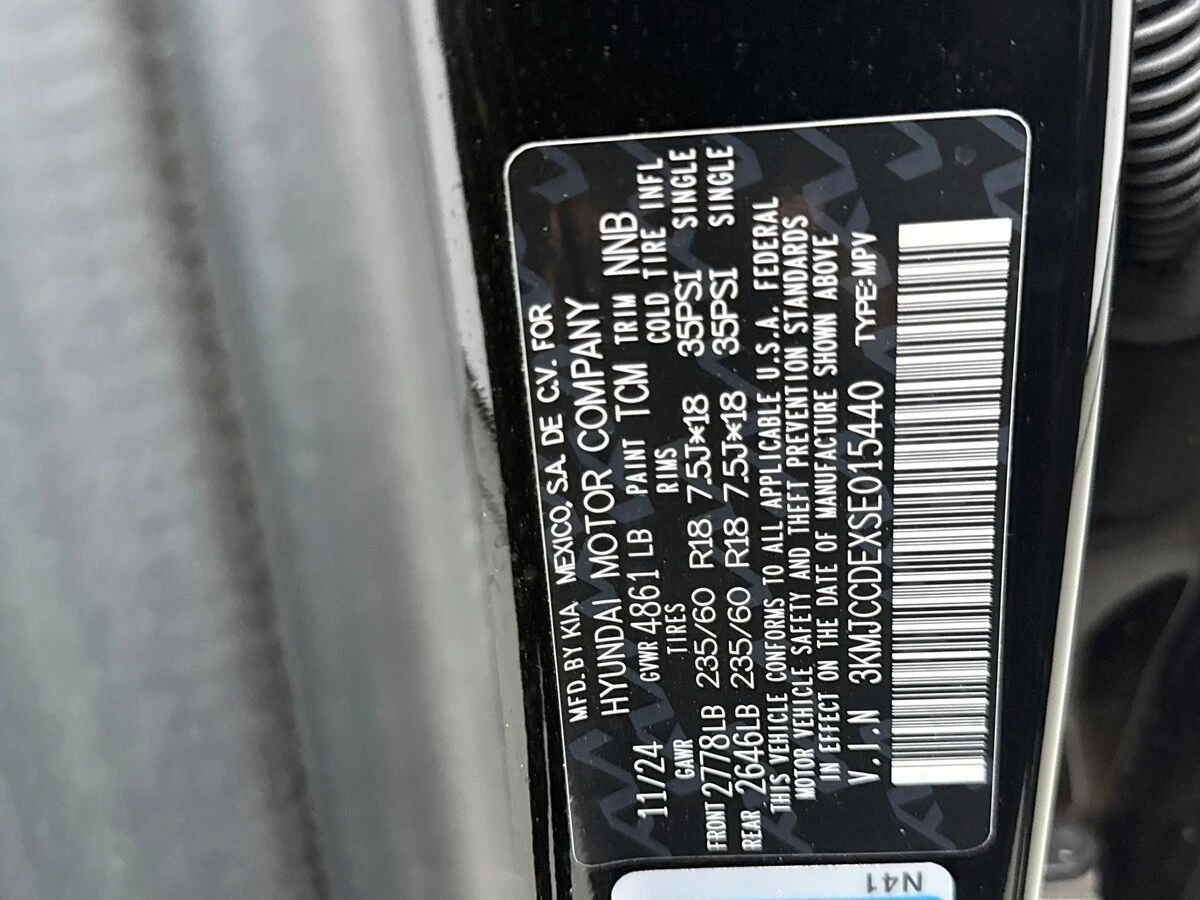 MFD. BY KIA MEXICO, S.A. DE C.V. FOR
HYUNDAI MOTOR COMPANY
11/24 GVWR 4861 LB PAINT TCM TRIM NNB
GAWR TIRES RIMS COLD TIRE INFL
FRONT 2778LB 235/60 R18 7.5J×18 35PSI SINGLE
REAR 2646LB 235/60 R18 7.5J×18 35PSI SINGLE
THIS VEHICLE CONFORMS TO ALL APPLICABLE U.S.A. FEDERAL
MOTOR VEHICLE SAFETY AND THEFT PREVENTION STANDARDS
IN EFFECT ON THE DATE OF MANUFACTURE SHOWN ABOVE
V.I.N 3KMJCCDEXSE015440 TYPE:MPV
N41